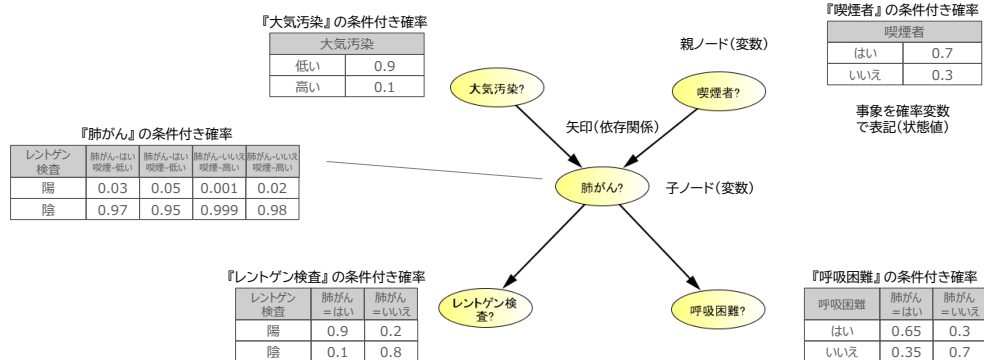 『大気汚染』の条件付き確率
大気汚染
低い 0.9
高い 0.1
親ノード(変数)
『喫煙者』の条件付き確率
喫煙者
はい 0.7
いいえ 0.3
大気汚染?
喫煙者?
事象を確率変数
で表記(状態値)
矢印(依存関係)
『肺がん』の条件付き確率
レントゲン
検査
肺がん-はい
喫煙-低い
肺がん-はい
喫煙-低い
肺がん-いいえ
喫煙-高い
肺がん-いいえ
喫煙-高い
陽 0.03 0.05 0.001 0.02
陰 0.97 0.95 0.999 0.98
肺がん?
子ノード(変数)
『レントゲン検査』の条件付き確率
レントゲン
検査
肺がん
=はい
肺がん
=いいえ
陽 0.9 0.2
陰 0.1 0.8
レントゲン検
査?
呼吸困難?
『呼吸困難』の条件付き確率
呼吸困難
肺がん
=はい
肺がん
=いいえ
はい 0.65 0.3
いいえ 0.35 0.7